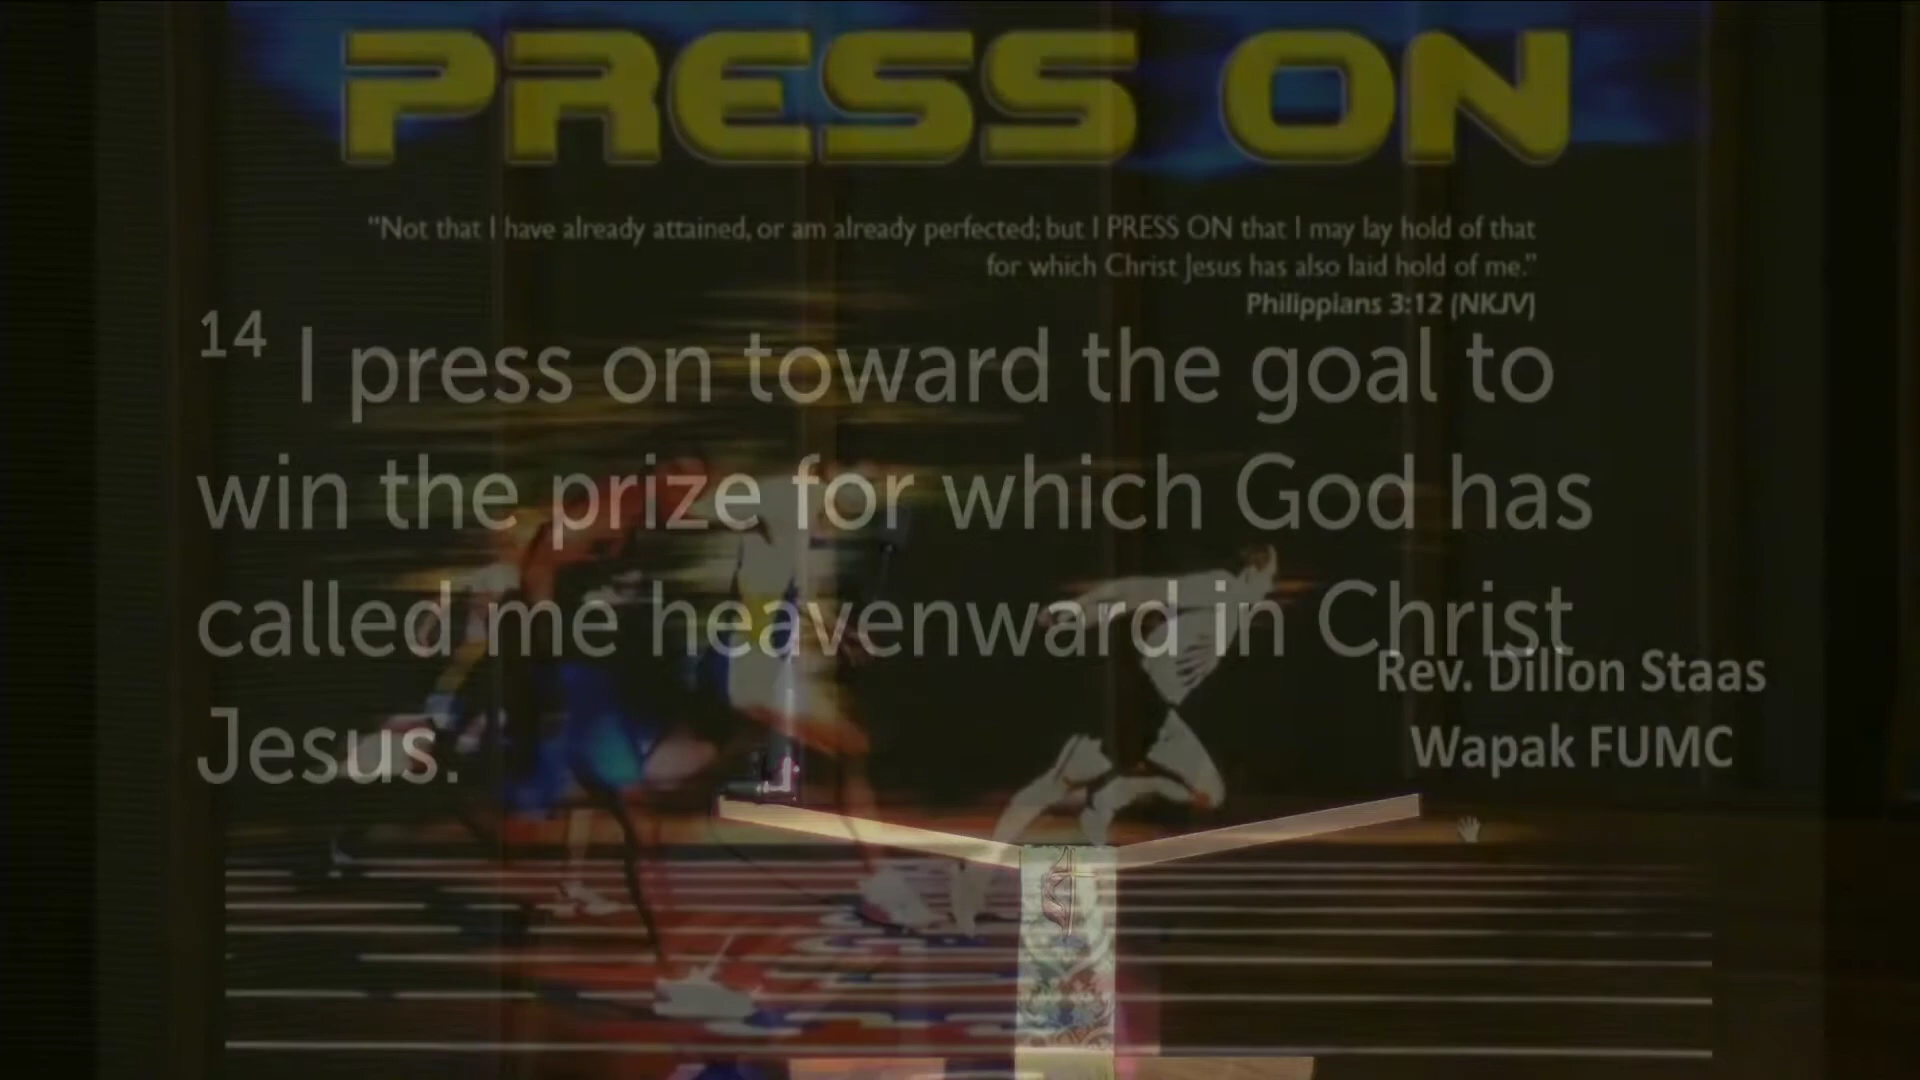 PRESS ON
"Not that I have already attained, or am already perfected; but I PRESS ON that I may lay hold of that
for which Christ Jesus has also laid hold of me."
Philippians 3:12 (NKJV)
14 I press on toward the goal to
win the prize for which God has
called me heavenward in Christ
Jesus.
Rev. Dillon Staas
Wapak FUMC